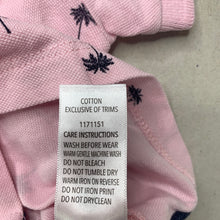 COTTON
EXCLUSIVE OF TRIMS
1171151
CARE INSTRUCTIONS
WASH BEFORE WEAR
WARM GENTLE MACHINE WASH
DO NOT BLEACH
DO NOT TUMBLE DRY
WARM IRON ON REVERSE
DO NOT IRON PRINT
DO NOT DRYCLEAN